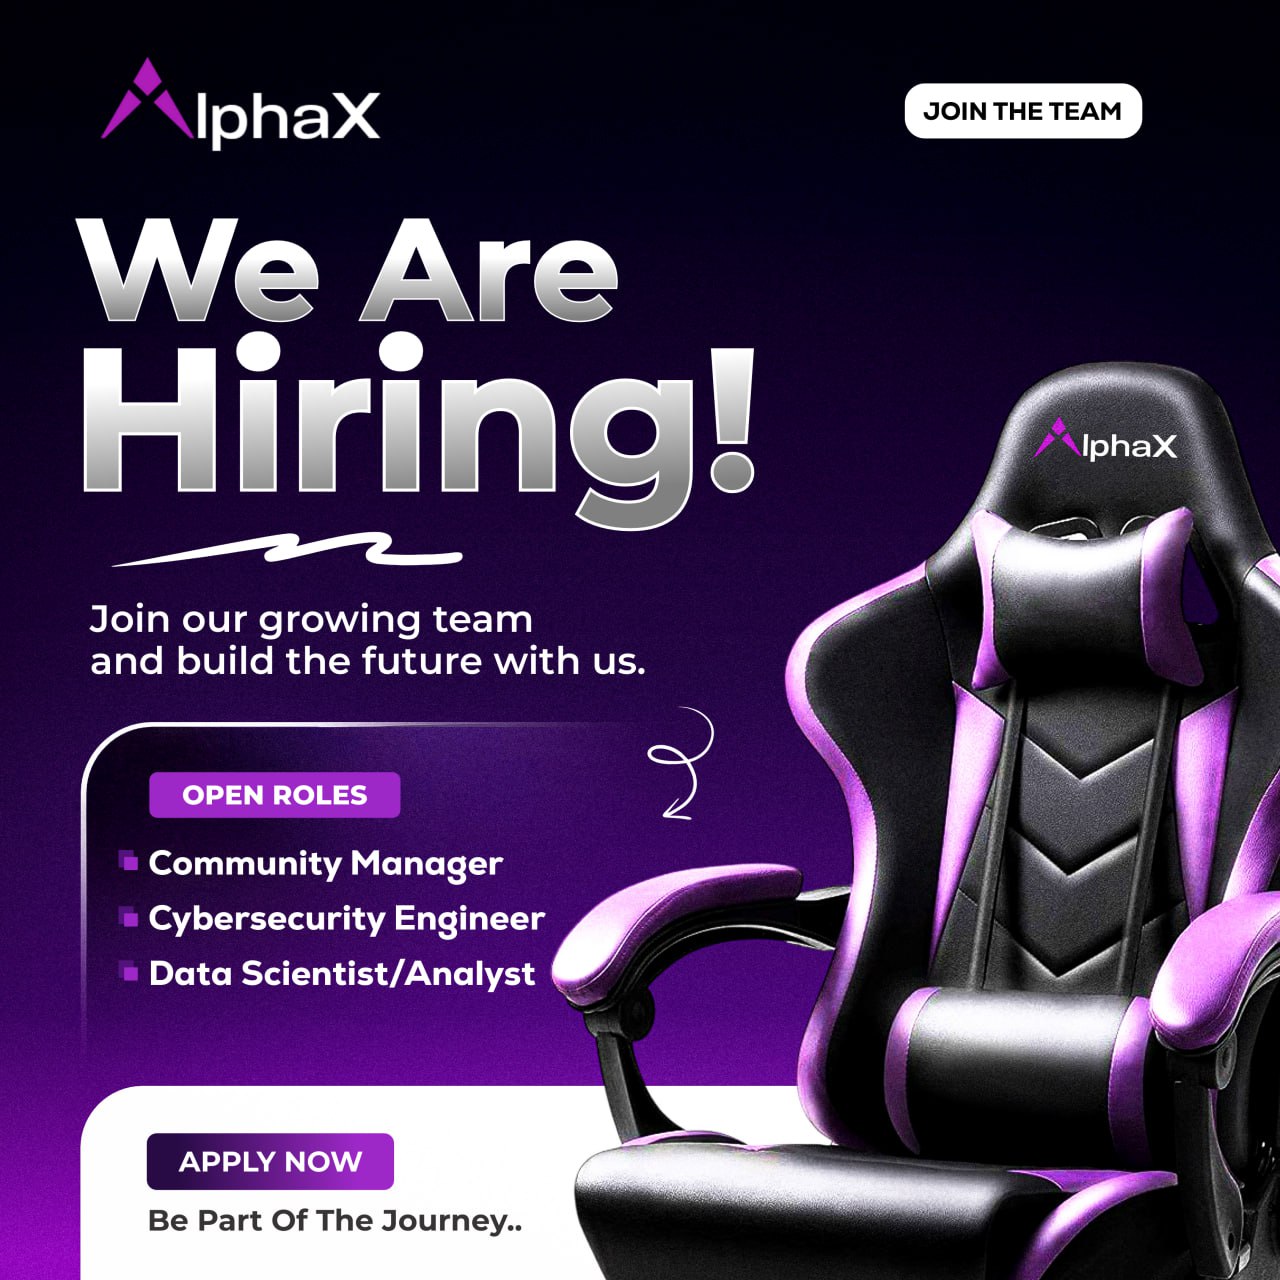 AlphaX
JOIN THE TEAM
We Are
Hiring!
Join our growing team
and build the future with us.
OPEN ROLES
Community Manager
Cybersecurity Engineer
Data Scientist/Analyst
AlphaX
APPLY NOW
Be Part Of The Journey..